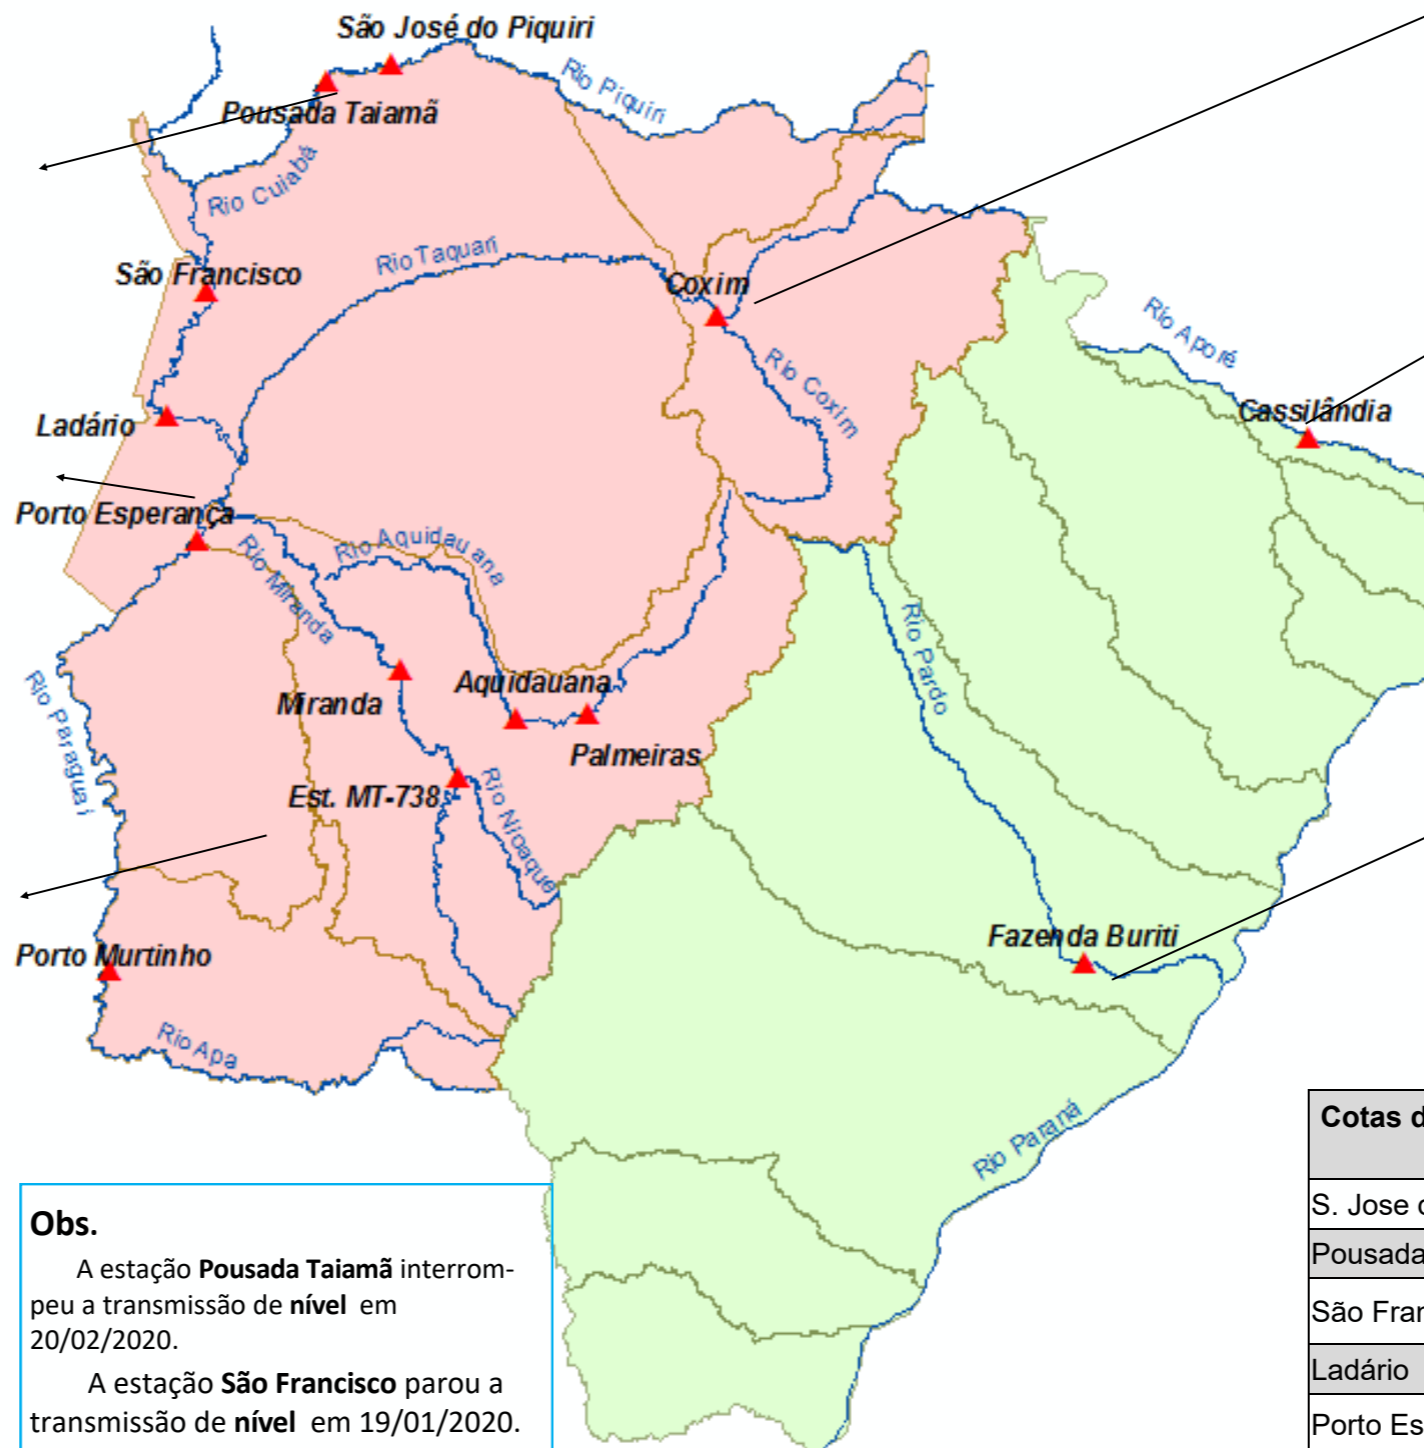 São José do Piquiri
Rio Piquiri
Pousada Taiamã
Rio Cuiabá
Rio Taquari
São Francisco
Coxim
Rio Aporé
Rio Coxim
Cassilândia
Ladário
Porto Esperança
Rio Aquidauana
Rio Miranda
Rio Pardo
Rio Paraguai
Aquidauana
Miranda
Palmeiras
Est. MT-738
Rio Nioaque
Fazenda Buriti
Porto Murtinho
Rio Apa
Rio Paraná
Obs.
A estação Pousada Taiamã interrom-
peu a transmissão de nível em
20/02/2020.
A estação São Francisco parou a
transmissão de nível em 19/01/2020.
Cotas d
S. Jose
Pousada
São Fran
Ladário
Porto Es